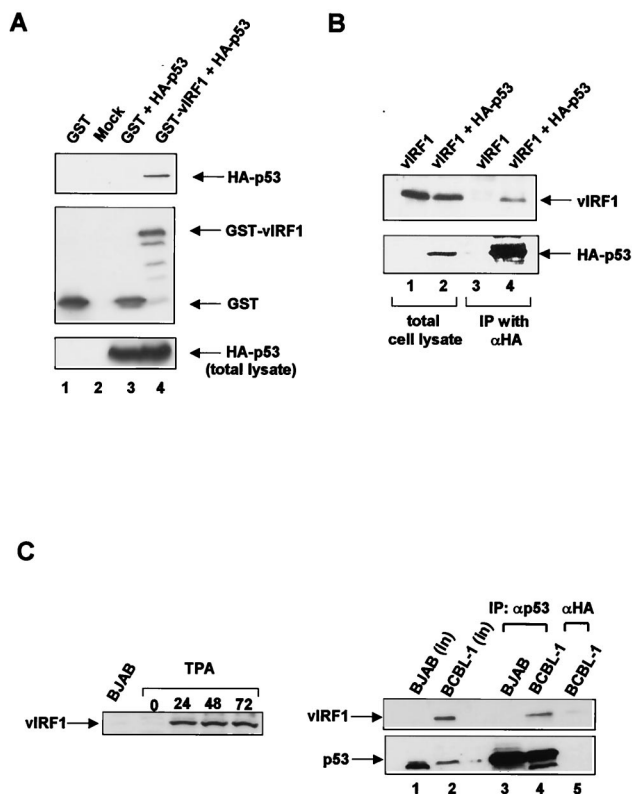 A
GST
Mock
GST + HA-p53
GST-vIRF1 + HA-p53
HA-p53
GST-vIRF1
GST
HA-p53
(total lysate)
1 2 3 4
B
vIRF1
vIRF1 + HA-p53
vIRF1
vIRF1 + HA-p53
vIRF1
HA-p53
1 2 3 4
total
cell lysate
IP with
αHA
C
BJAB
TPA
0 24 48 72
vIRF1
IP: αp53 αHA
BJAB (In)
BCBL-1 (In)
BJAB
BCBL-1
BCBL-1
vIRF1
p53
1 2 3 4 5